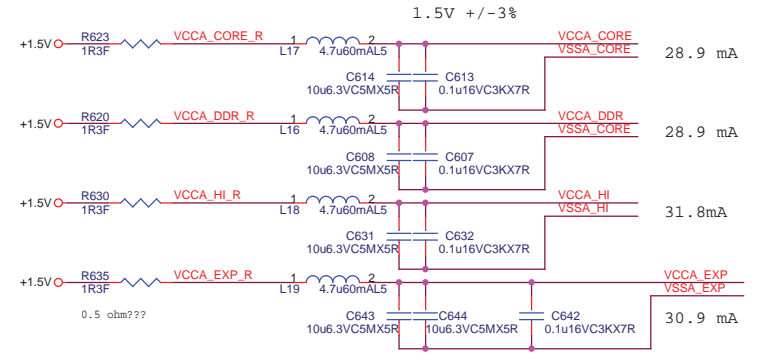 1.5V +/-3%
+1.5V R623 1R3F VCCA_CORE_R 1 2 L17 4.7u60mAL5 VCCA_CORE VSSA_CORE 28.9 mA
C614 10u6.3VC5MX5R C613 0.1u16VC3KX7R
+1.5V R620 1R3F VCCA_DDR_R 1 2 L16 4.7u60mAL5 VCCA_DDR VSSA_CORE 28.9 mA
C608 10u6.3VC5MX5R C607 0.1u16VC3KX7R
+1.5V R630 1R3F VCCA_HI_R 1 2 L18 4.7u60mAL5 VCCA_HI VSSA_HI 31.8mA
C631 10u6.3VC5MX5R C632 0.1u16VC3KX7R
+1.5V R635 1R3F VCCA_EXP_R 1 2 L19 4.7u60mAL5 VCCA_EXP VSSA_EXP 30.9 mA
0.5 ohm???
C643 10u6.3VC5MX5R C644 10u6.3VC5MX5R C642 0.1u16VC3KX7R